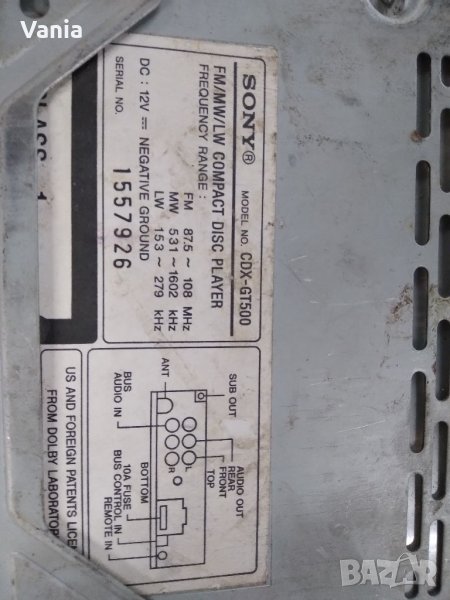 Vania
SONY® MODEL NO. CDX-GT500
FM/MW/LW COMPACT DISC PLAYER
FREQUENCY RANGE :
FM 87.5 ~ 108 MHz
MW 531 ~ 1602 kHz
LW 153 ~ 279 kHz
DC : 12V ⎓ NEGATIVE GROUND
SERIAL NO. 1557926
SUB OUT
AUDIO OUT
REAR
FRONT
TOP
L
R
ANT
BUS
AUDIO IN
BOTTOM
10A FUSE
BUS CONTROL IN
REMOTE IN
US AND FOREIGN PATENTS LICE
FROM DOLBY LABORATOR
BAZAR